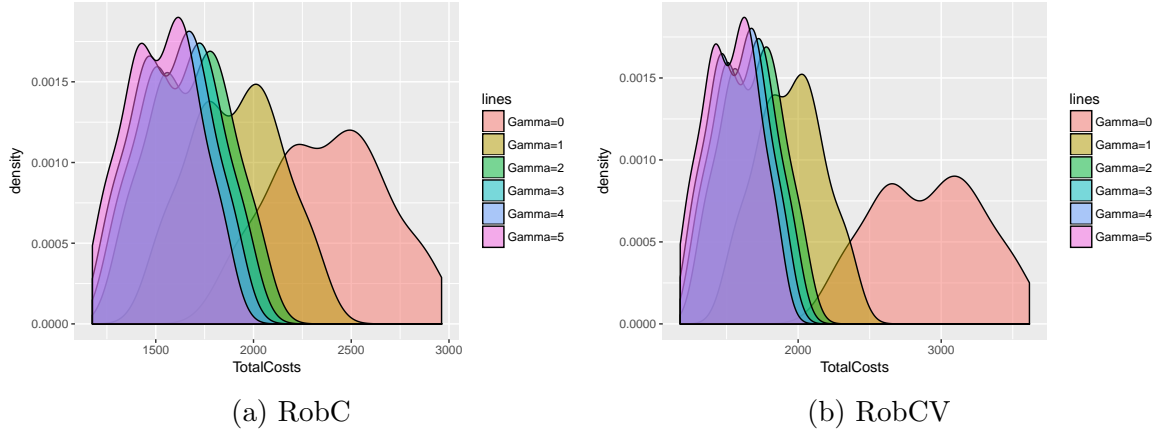 0.0015
0.0010
0.0005
0.0000
density
1500
2000
2500
3000
TotalCosts
lines
Gamma=0
Gamma=1
Gamma=2
Gamma=3
Gamma=4
Gamma=5
(a) RobC
0.0015
0.0010
0.0005
0.0000
density
2000
3000
TotalCosts
lines
Gamma=0
Gamma=1
Gamma=2
Gamma=3
Gamma=4
Gamma=5
(b) RobCV